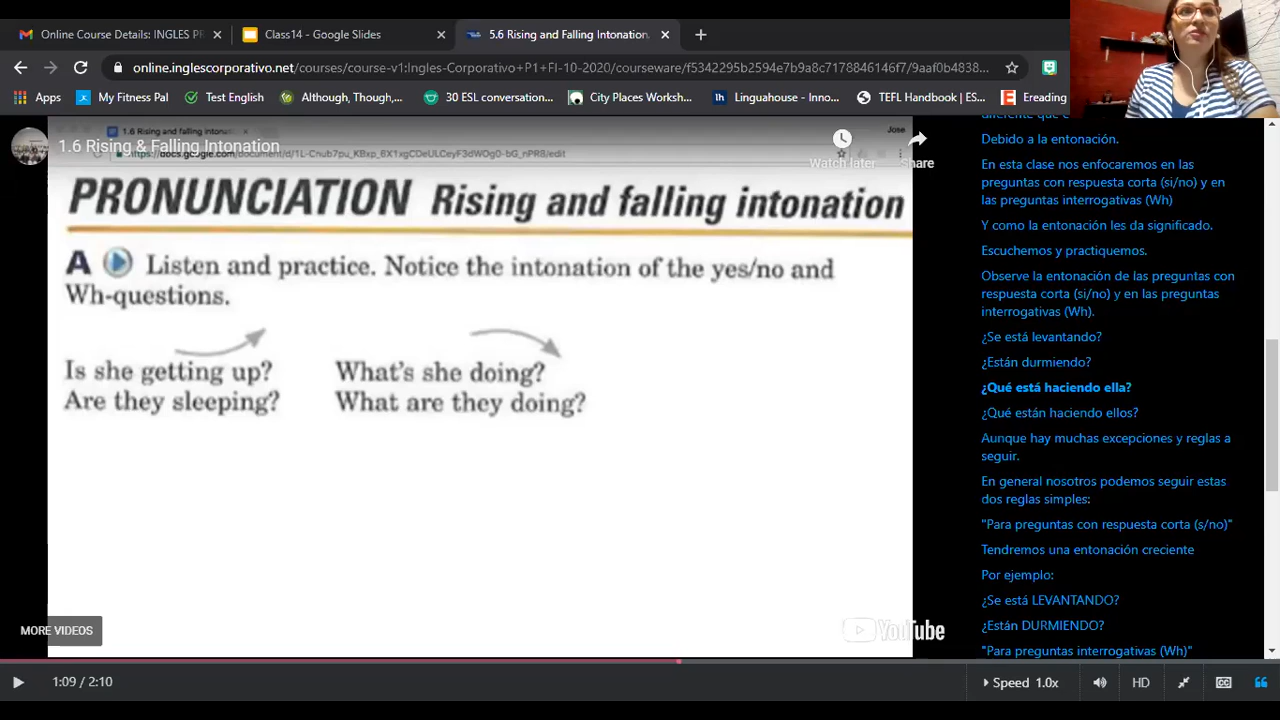 Online Course Details: INGLES PR
Class14 - Google Slides
5.6 Rising and Falling Intonation
online.inglescorporativo.net/courses/course-v1:Ingles-Corporativo+P1+FI-10-2020/courseware/f5342295b2594e7b9a8c7178846146f7/9aaf0b4838...
Apps
My Fitness Pal
Test English
Although, Though,...
30 ESL conversation...
City Places Worksh...
Linguahouse - Inno...
TEFL Handbook | ES...
Ereading
1.6 Rising & Falling Intonation
Jose
Watch later
Share
PRONUNCIATION Rising and falling intonation
A Listen and practice. Notice the intonation of the yes/no and
Wh-questions.
Is she getting up?
Are they sleeping?
What's she doing?
What are they doing?
MORE VIDEOS
YouTube
1:09 / 2:10
Speed 1.0x
HD
CC
Debido a la entonación.
En esta clase nos enfocaremos en las
preguntas con respuesta corta (si/no) y en
las preguntas interrogativas (Wh)
Y como la entonación les da significado.
Escuchemos y practiquemos.
Observe la entonación de las preguntas con
respuesta corta (si/no) y en las preguntas
interrogativas (Wh).
¿Se está levantando?
¿Están durmiendo?
¿Qué está haciendo ella?
¿Qué están haciendo ellos?
Aunque hay muchas excepciones y reglas a
seguir.
En general nosotros podemos seguir estas
dos reglas simples:
"Para preguntas con respuesta corta (s/no)"
Tendremos una entonación creciente
Por ejemplo:
¿Se está LEVANTANDO?
¿Están DURMIENDO?
"Para preguntas interrogativas (Wh)"